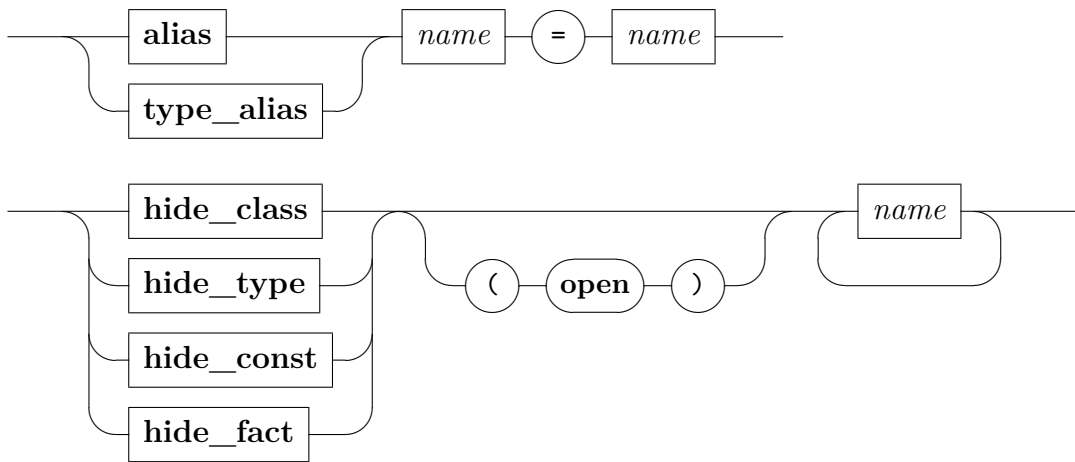 alias name = name
type_alias
hide_class name
hide_type ( open )
hide_const
hide_fact